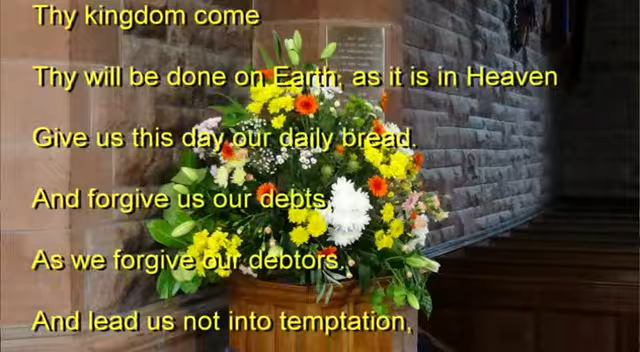 Thy kingdom come
Thy will be done on Earth, as it is in Heaven
Give us this day our daily bread.
And forgive us our debts,
As we forgive our debtors.
And lead us not into temptation,